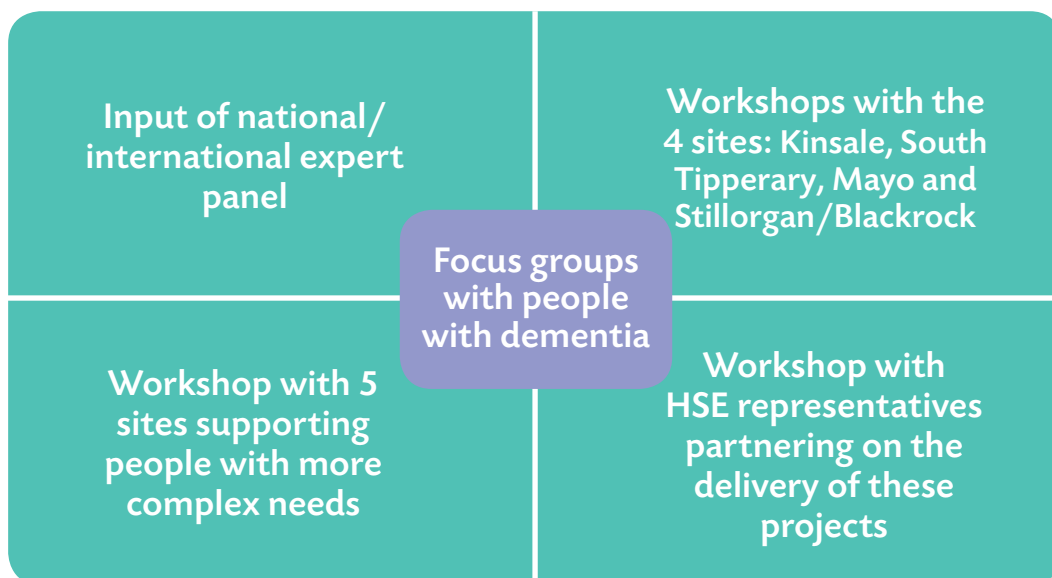 Input of national/
international expert
panel
Workshops with the
4 sites: Kinsale, South
Tipperary, Mayo and
Stillorgan/Blackrock
Focus groups
with people
with dementia
Workshop with 5
sites supporting
people with more
complex needs
Workshop with
HSE representatives
partnering on the
delivery of these
projects